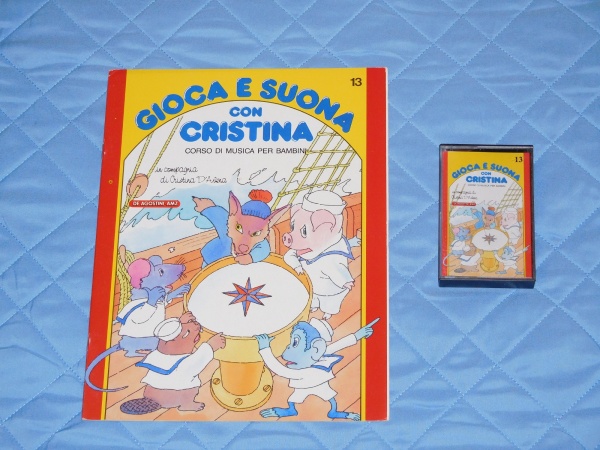 13
GIOCA E SUONA
CON
CRISTINA
CORSO DI MUSICA PER BAMBINI
in compagnia
di Cristina D'Avena
DE AGOSTINI-AMZ
13
GIOCA E SUONA
CON
CRISTINA